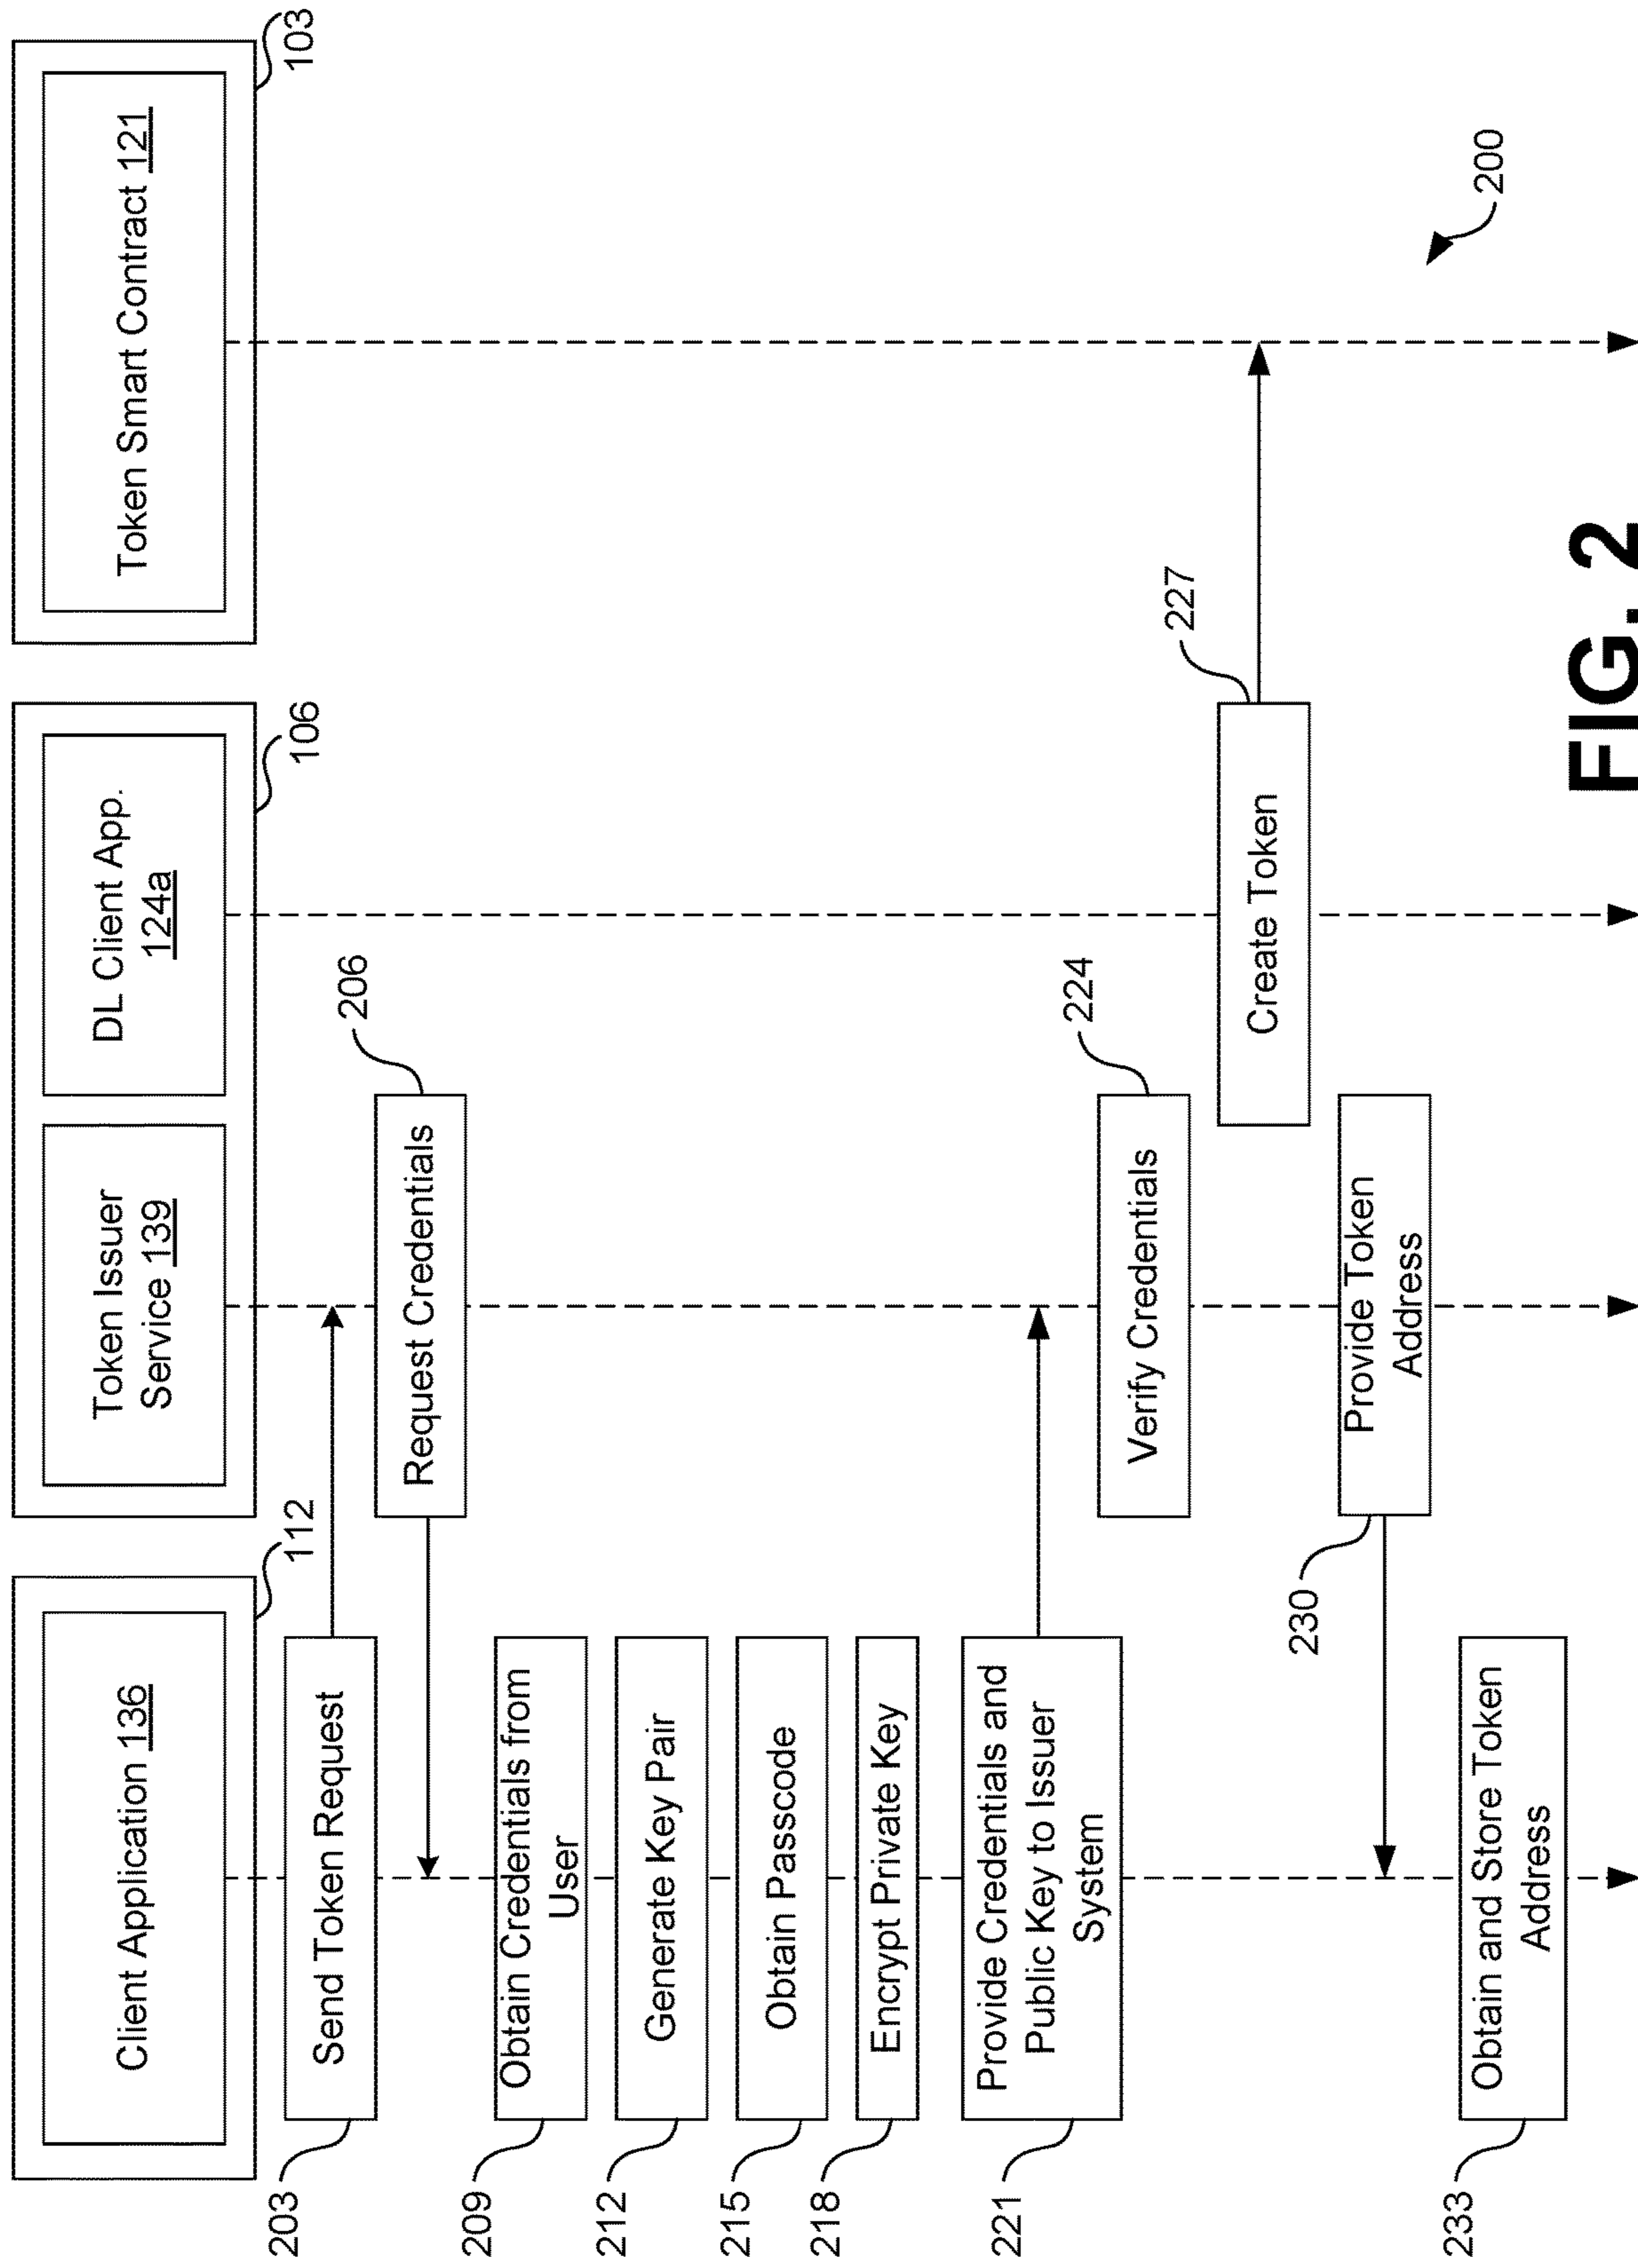 Client Application 136
112
Token Issuer
Service 139
DL Client App.
124a
106
Token Smart Contract 121
103
203
Send Token Request
206
Request Credentials
209
Obtain Credentials from
User
212
Generate Key Pair
215
Obtain Passcode
218
Encrypt Private Key
221
Provide Credentials and
Public Key to Issuer
System
224
Verify Credentials
227
Create Token
230
Provide Token
Address
233
Obtain and Store Token
Address
200
FIG. 2